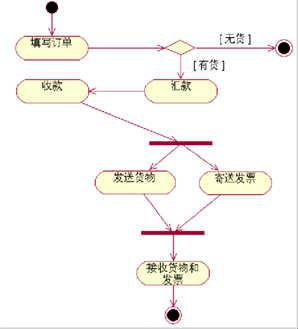 填写订单
[ 无货 ]
[ 有货 ]
收款
汇款
发送货物
寄送发票
接收货物和
发票